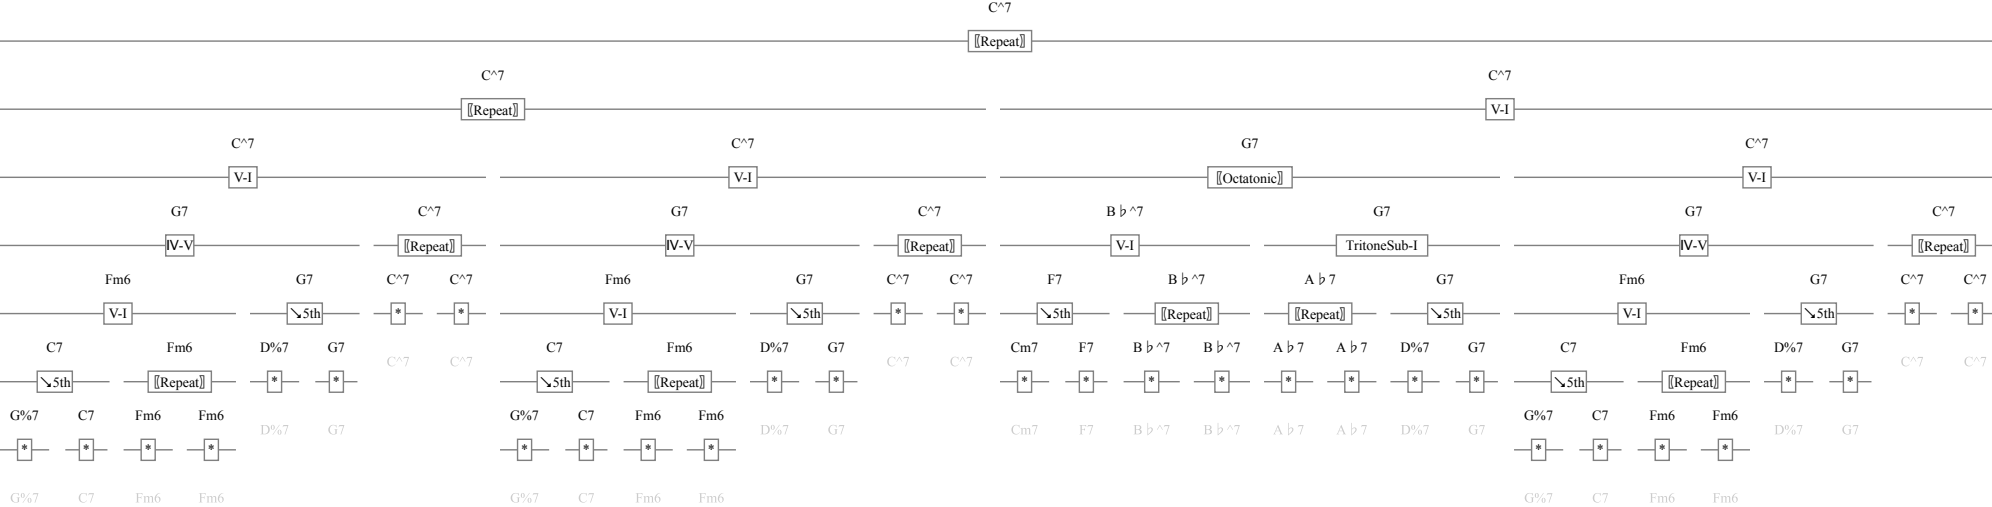 C^7
⟦Repeat⟧
C^7 C^7
⟦Repeat⟧ V-I
C^7 C^7 G7 C^7
V-I V-I ⟦Octatonic⟧ V-I
G7 C^7 G7 C^7 B♭^7 G7 G7 C^7
Ⅳ-V ⟦Repeat⟧ Ⅳ-V ⟦Repeat⟧ V-I TritoneSub-I Ⅳ-V ⟦Repeat⟧
Fm6 G7 C^7 C^7 Fm6 G7 C^7 C^7 F7 B♭^7 A♭7 G7 Fm6 G7 C^7 C^7
V-I ↘5th * * V-I ↘5th * * ↘5th ⟦Repeat⟧ ⟦Repeat⟧ ↘5th V-I ↘5th * *
C7 Fm6 D%7 G7 C^7 C^7 C7 Fm6 D%7 G7 C^7 C^7 Cm7 F7 B♭^7 B♭^7 A♭7 A♭7 D%7 G7 C7 Fm6 D%7 G7 C^7 C^7
↘5th ⟦Repeat⟧ * * ↘5th ⟦Repeat⟧ * * * * * * * * * * ↘5th ⟦Repeat⟧ * *
G%7 C7 Fm6 Fm6 D%7 G7 G%7 C7 Fm6 Fm6 D%7 G7 Cm7 F7 B♭^7 B♭^7 A♭7 A♭7 D%7 G7 G%7 C7 Fm6 Fm6 D%7 G7
* * * * * * * * * * * *
G%7 C7 Fm6 Fm6 G%7 C7 Fm6 Fm6 G%7 C7 Fm6 Fm6